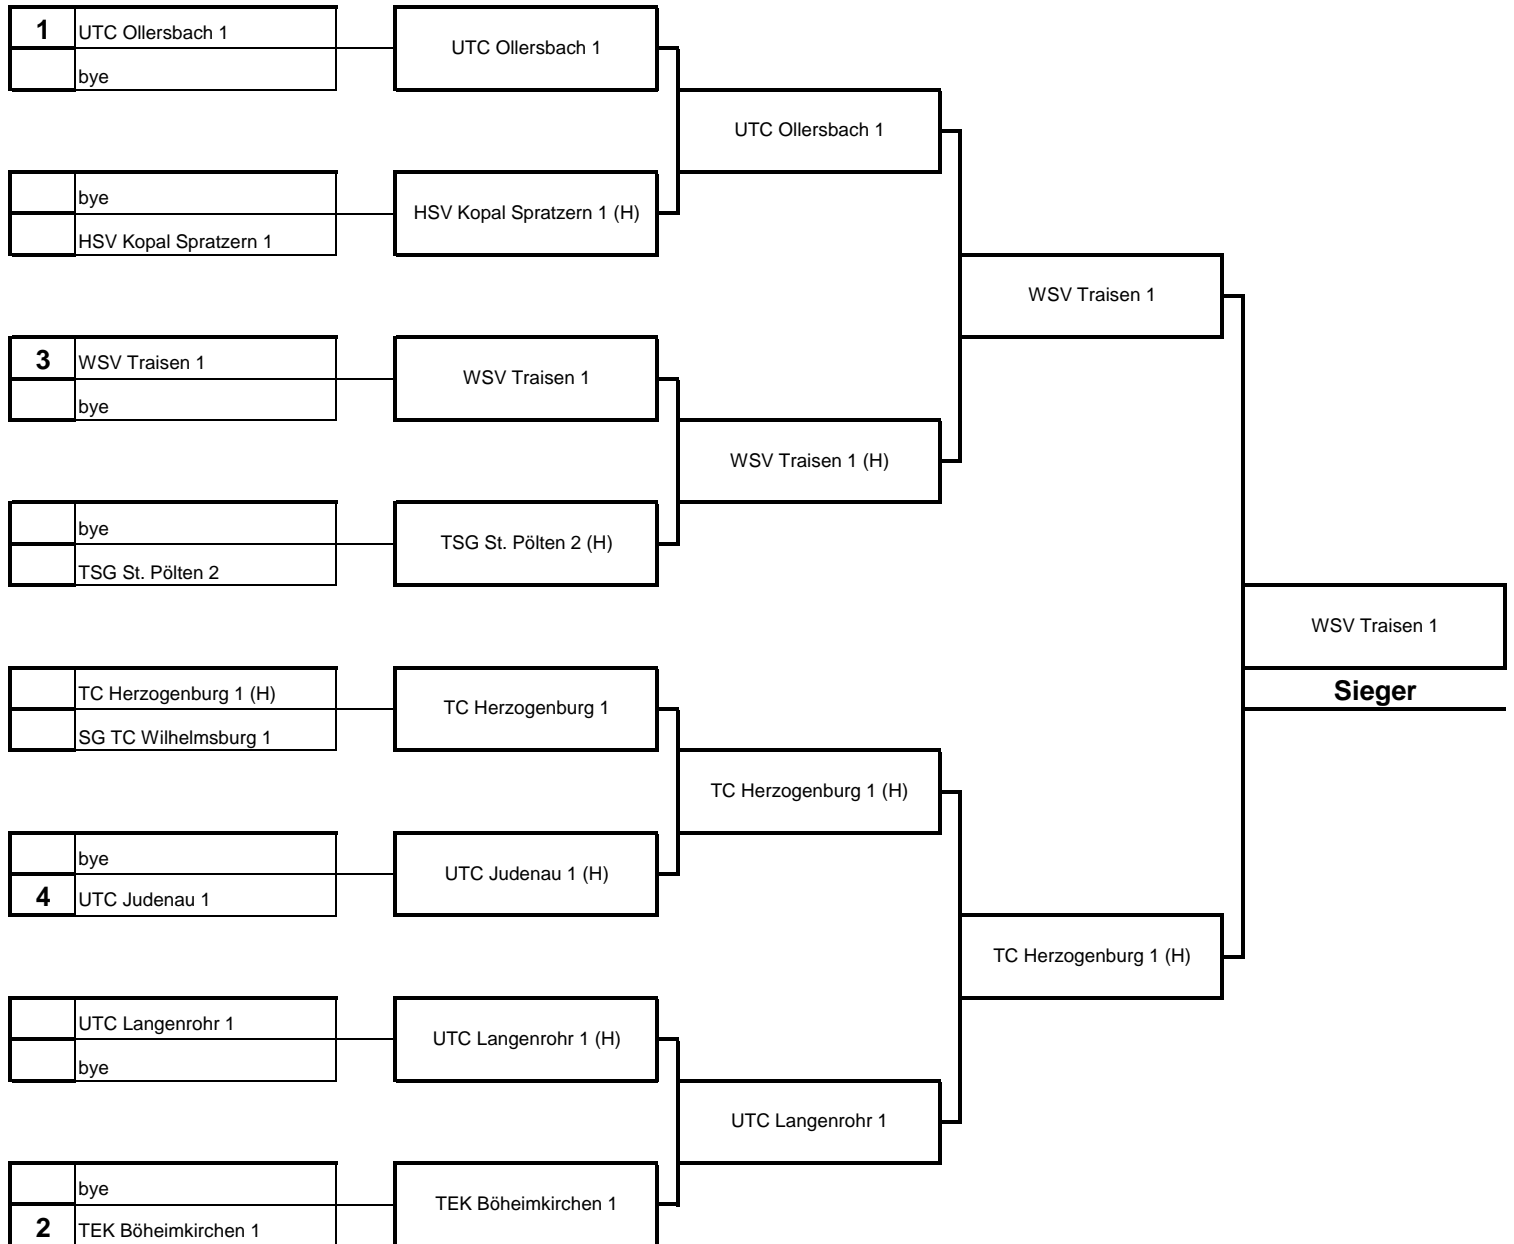 1
UTC Ollersbach 1
bye
UTC Ollersbach 1
UTC Ollersbach 1
bye
HSV Kopal Spratzern 1
HSV Kopal Spratzern 1 (H)
WSV Traisen 1
3
WSV Traisen 1
bye
WSV Traisen 1
WSV Traisen 1 (H)
bye
TSG St. Pölten 2
TSG St. Pölten 2 (H)
WSV Traisen 1
Sieger
TC Herzogenburg 1 (H)
SG TC Wilhelmsburg 1
TC Herzogenburg 1
TC Herzogenburg 1 (H)
bye
4
UTC Judenau 1
UTC Judenau 1 (H)
TC Herzogenburg 1 (H)
UTC Langenrohr 1
bye
UTC Langenrohr 1 (H)
UTC Langenrohr 1
bye
2
TEK Böheimkirchen 1
TEK Böheimkirchen 1